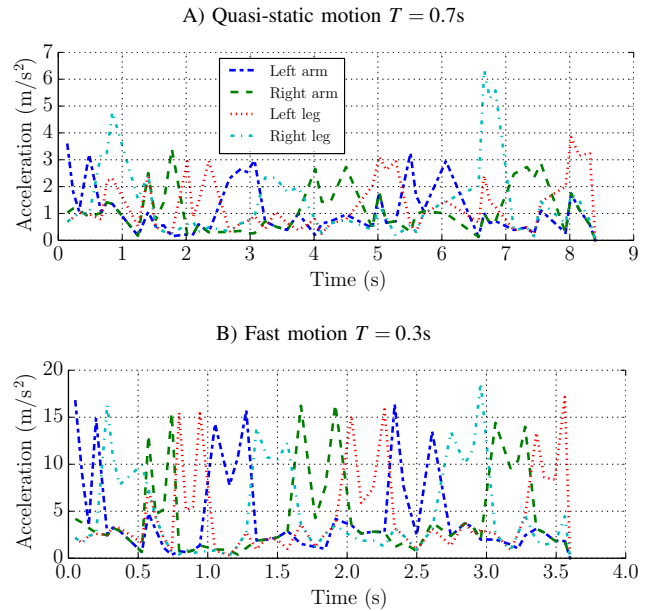 A) Quasi-static motion T = 0.7s
7
6
5
4
3
2
1
0
Acceleration (m/s²)
Left arm
Right arm
Left leg
Right leg
0 1 2 3 4 5 6 7 8 9
Time (s)
B) Fast motion T = 0.3s
20
15
10
5
0
Acceleration (m/s²)
0.0 0.5 1.0 1.5 2.0 2.5 3.0 3.5 4.0
Time (s)